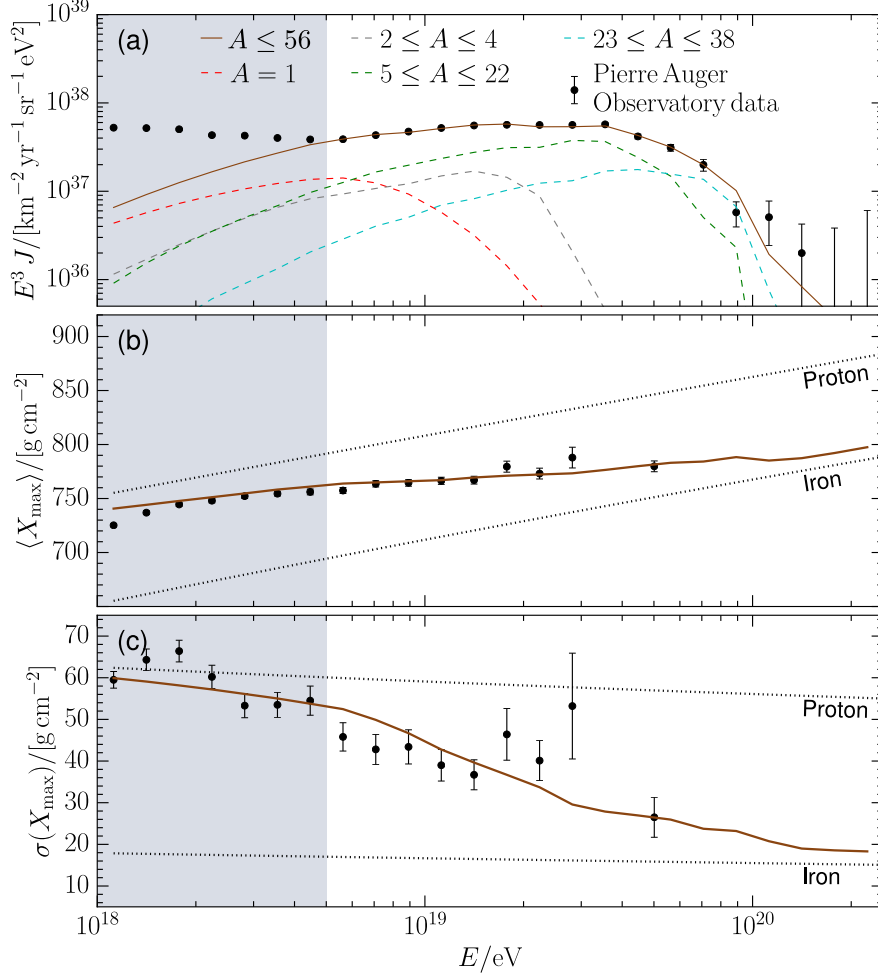 10^39
10^38
10^37
10^36
E^3 J/[km^−2 yr^−1 sr^−1 eV^2]
(a)
A ≤ 56
2 ≤ A ≤ 4
23 ≤ A ≤ 38
A = 1
5 ≤ A ≤ 22
Pierre Auger
Observatory data
900
850
800
750
700
⟨X_max⟩/[g cm^−2]
(b)
Proton
Iron
70
60
50
40
30
20
10
σ(X_max)/[g cm^−2]
(c)
Proton
Iron
10^18 10^19 10^20
E/eV